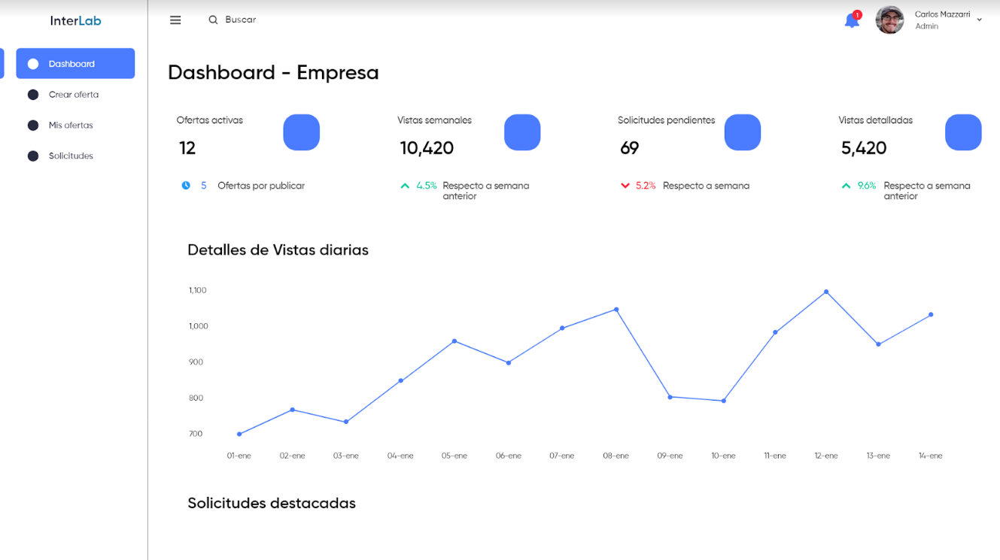 InterLab
Buscar
1
Carlos Mazzarri
Admin
Dashboard
Crear oferta
Mis ofertas
Solicitudes
Dashboard - Empresa
Ofertas activas
12
5 Ofertas por publicar
Vistas semanales
10,420
4.5% Respecto a semana
anterior
Solicitudes pendientes
69
5.2% Respecto a semana
Vistas detalladas
5,420
9.6% Respecto a semana
anterior
Detalles de Vistas diarias
1,100
1,000
900
800
700
01-ene 02-ene 03-ene 04-ene 05-ene 06-ene 07-ene 08-ene 09-ene 10-ene 11-ene 12-ene 13-ene 14-ene
Solicitudes destacadas